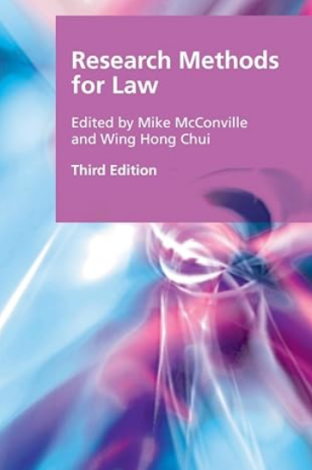 Research Methods
for Law
Edited by Mike McConville
and Wing Hong Chui
Third Edition